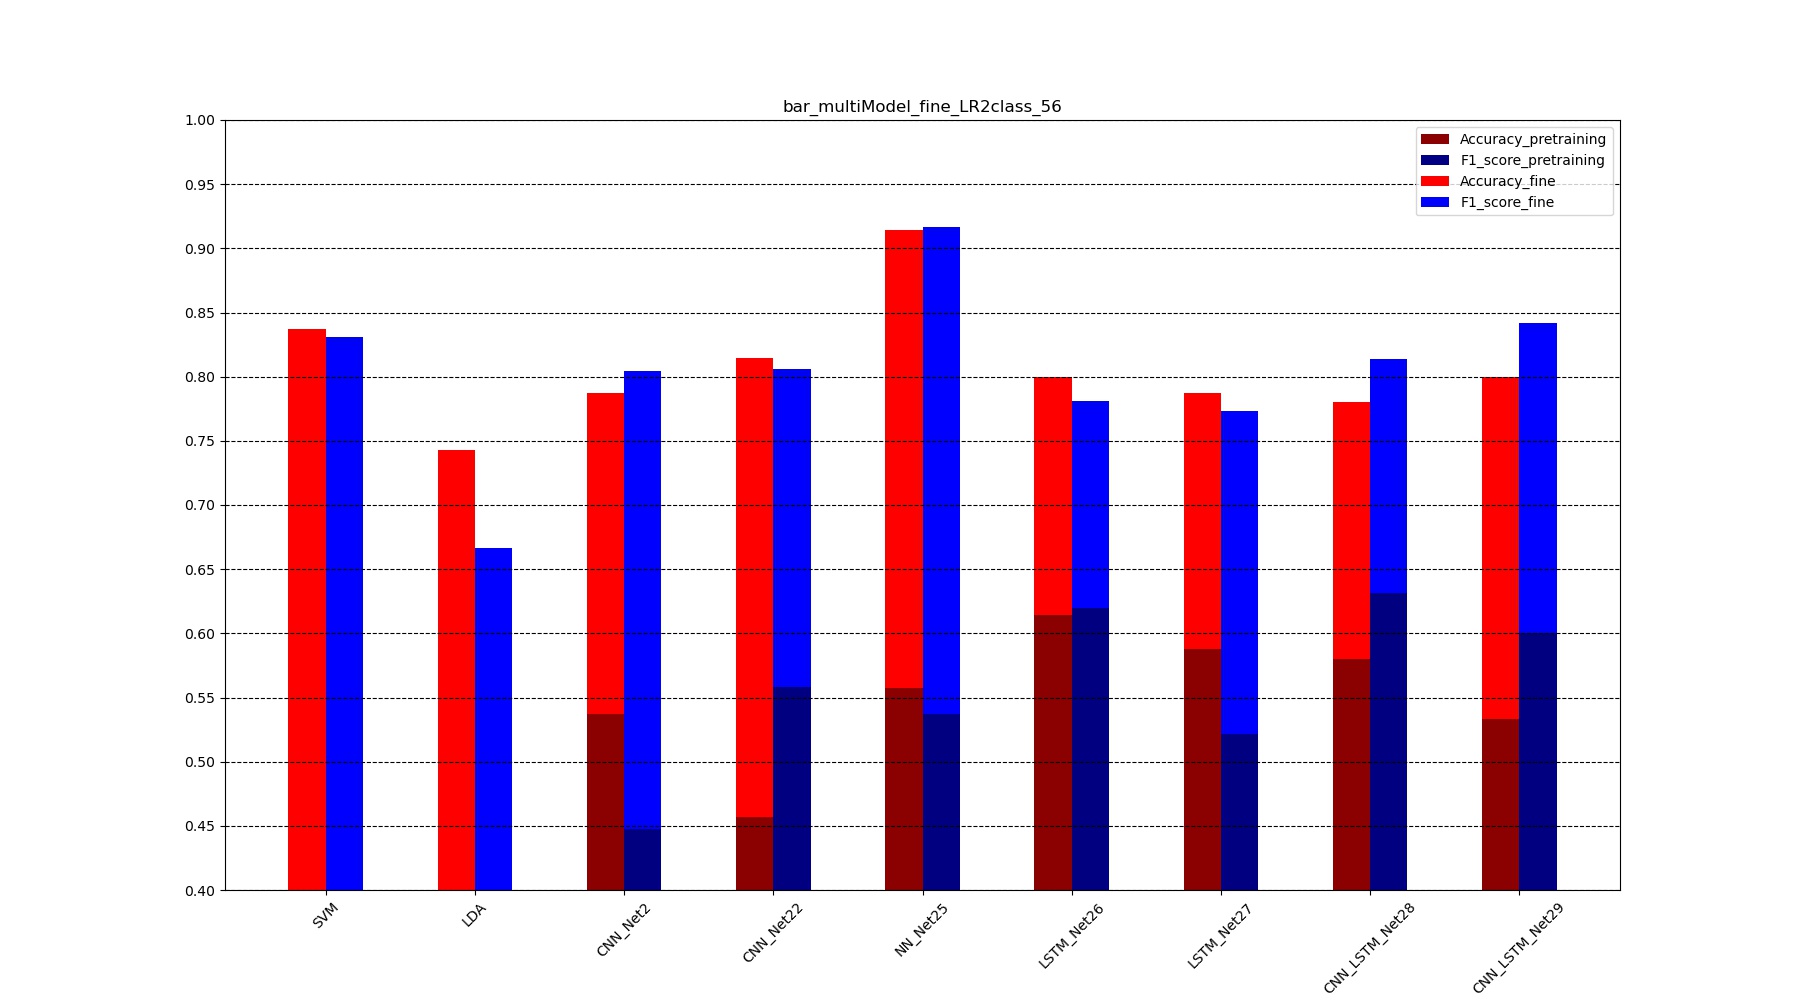 bar_multiModel_fine_LR2class_56
1.00
0.95
0.90
0.85
0.80
0.75
0.70
0.65
0.60
0.55
0.50
0.45
0.40
Accuracy_pretraining
F1_score_pretraining
Accuracy_fine
F1_score_fine
SVM
LDA
CNN_Net2
CNN_Net22
NN_Net25
LSTM_Net26
LSTM_Net27
CNN_LSTM_Net28
CNN_LSTM_Net29